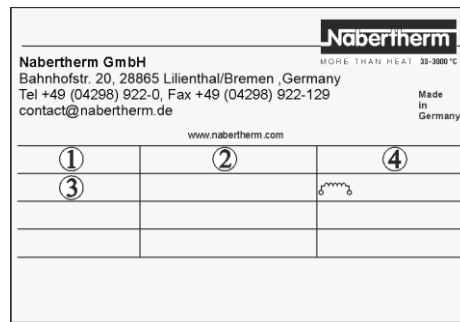 Nabertherm
MORE THAN HEAT 30-3000 °C
Nabertherm GmbH
Bahnhofstr. 20, 28865 Lilienthal/Bremen ,Germany
Tel +49 (04298) 922-0, Fax +49 (04298) 922-129
contact@nabertherm.de
Made
in
Germany
www.nabertherm.com
① ② ④
③